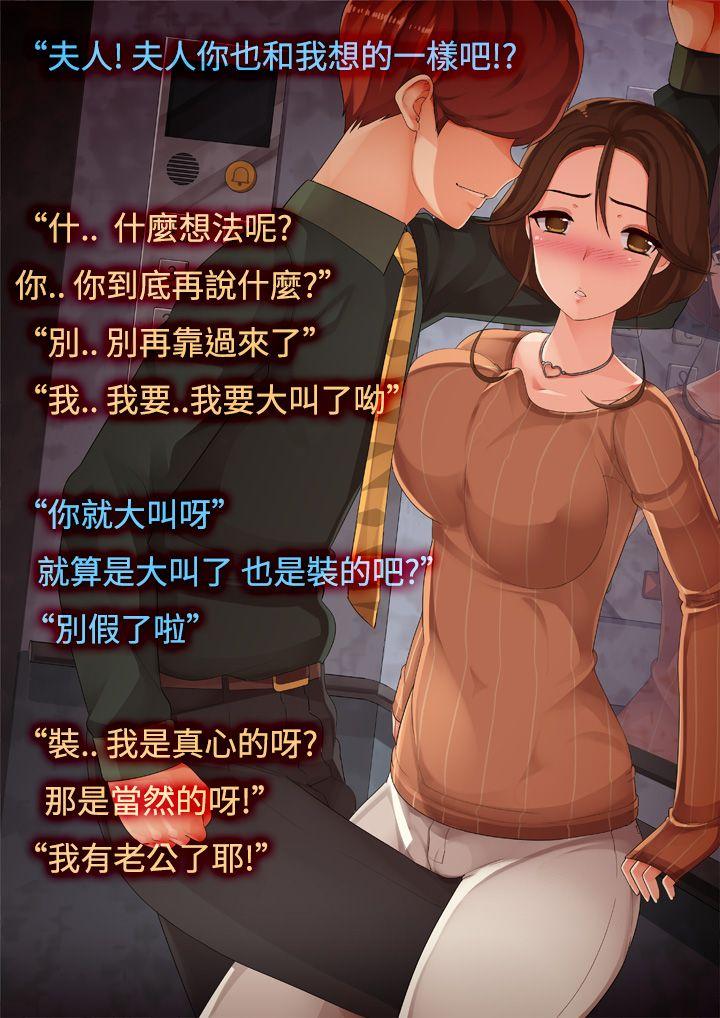 “夫人! 夫人你也和我想的一樣吧!?
“什.. 什麼想法呢?
你.. 你到底再說什麼?”
“別.. 別再靠過來了”
“我.. 我要..我要大叫了呦”
“你就大叫呀”
就算是大叫了 也是裝的吧?”
“別假了啦”
“裝.. 我是真心的呀?
那是當然的呀!”
“我有老公了耶!”